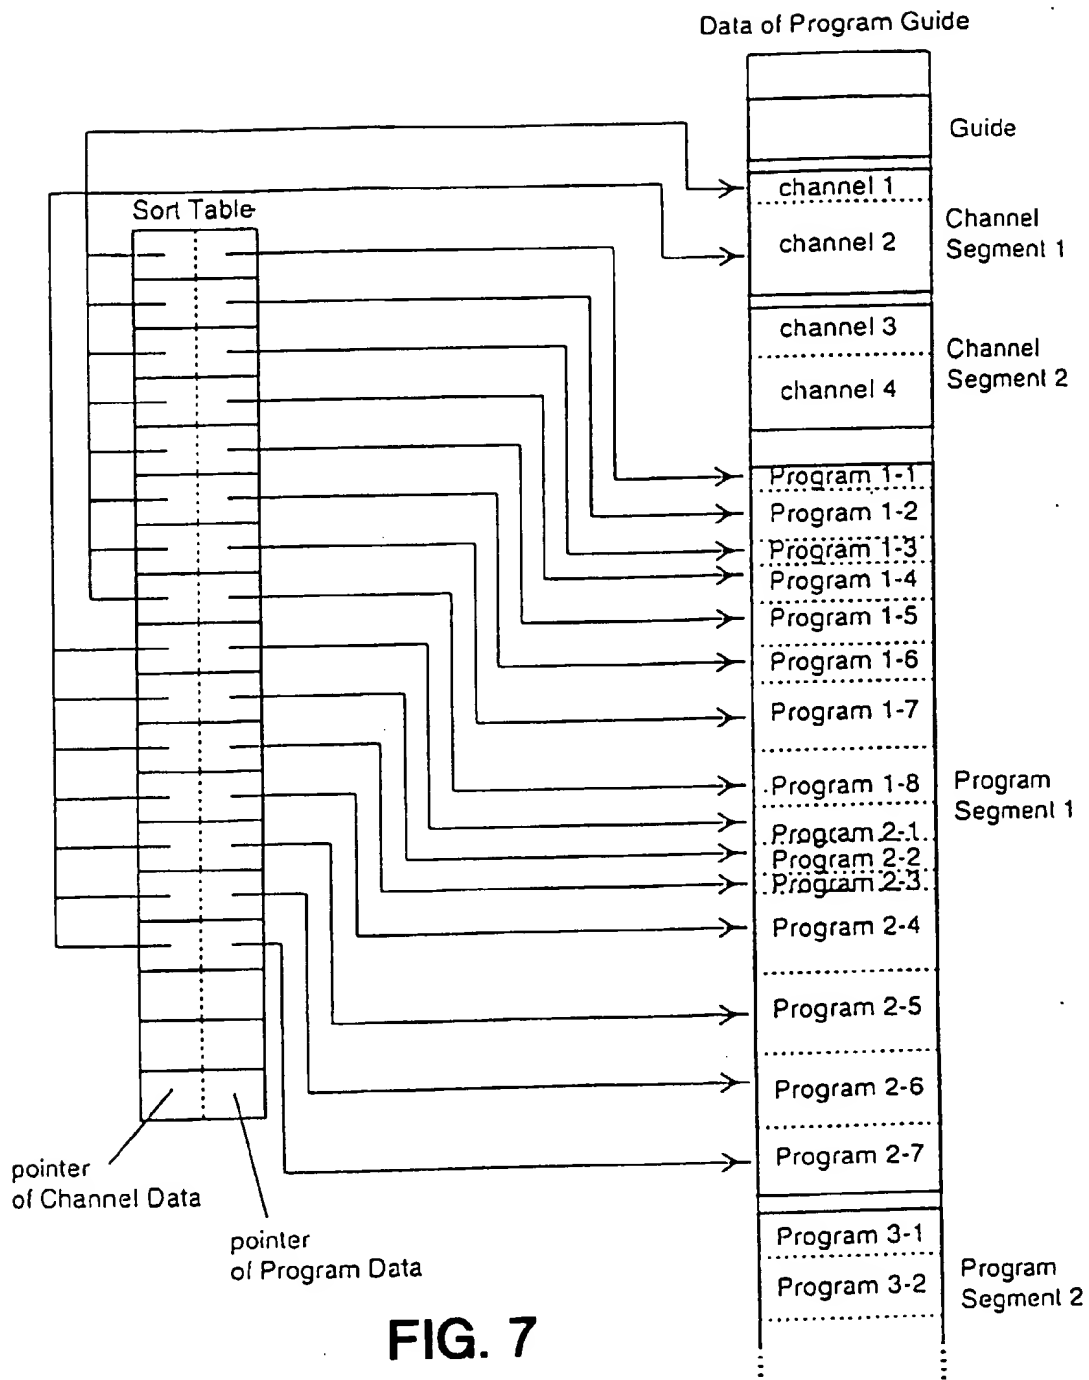 Data of Program Guide
Guide
channel 1
channel 2
Channel
Segment 1
channel 3
channel 4
Channel
Segment 2
Sort Table
Program 1-1
Program 1-2
Program 1-3
Program 1-4
Program 1-5
Program 1-6
Program 1-7
Program 1-8
Program 2-1
Program 2-2
Program 2-3
Program 2-4
Program 2-5
Program 2-6
Program 2-7
Program
Segment 1
Program 3-1
Program 3-2
Program
Segment 2
pointer
of Channel Data
pointer
of Program Data
FIG. 7